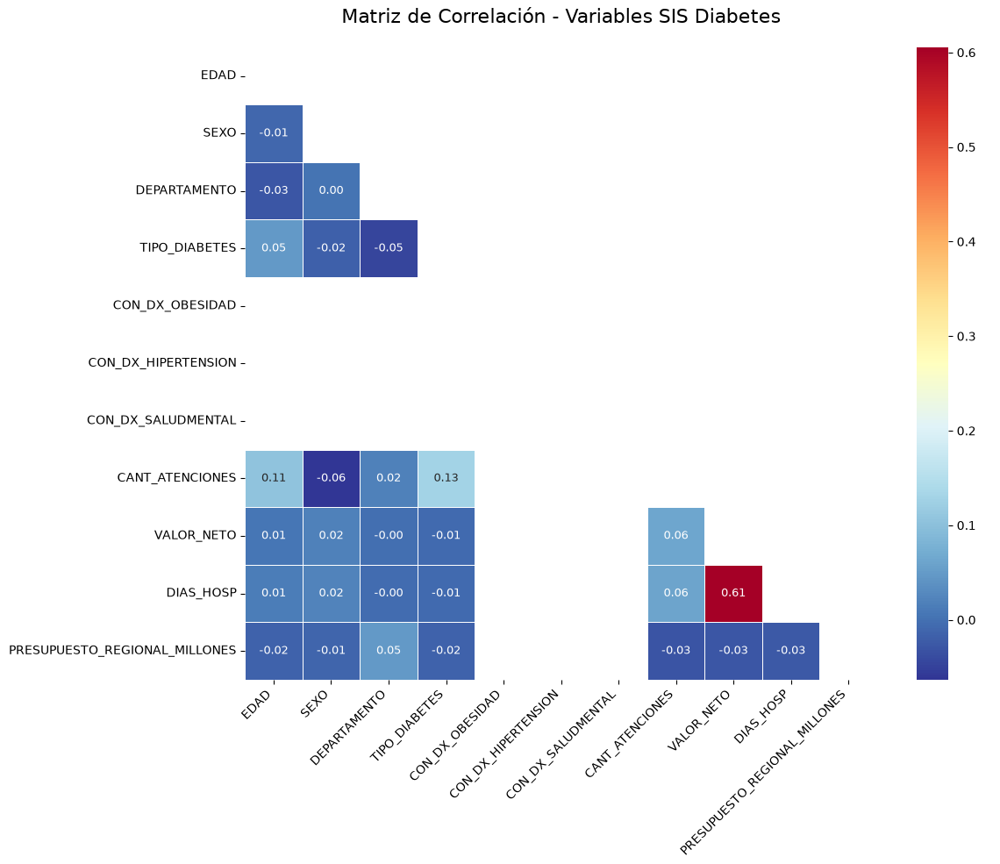 Matriz de Correlación - Variables SIS Diabetes
EDAD
SEXO -0.01
DEPARTAMENTO -0.03 0.00
TIPO_DIABETES 0.05 -0.02 -0.05
CON_DX_OBESIDAD
CON_DX_HIPERTENSION
CON_DX_SALUDMENTAL
CANT_ATENCIONES 0.11 -0.06 0.02 0.13
VALOR_NETO 0.01 0.02 -0.00 -0.01 0.06
DIAS_HOSP 0.01 0.02 -0.00 -0.01 0.06 0.61
PRESUPUESTO_REGIONAL_MILLONES -0.02 -0.01 0.05 -0.02 -0.03 -0.03 -0.03
EDAD
SEXO
DEPARTAMENTO
TIPO_DIABETES
CON_DX_OBESIDAD
CON_DX_HIPERTENSION
CON_DX_SALUDMENTAL
CANT_ATENCIONES
VALOR_NETO
DIAS_HOSP
PRESUPUESTO_REGIONAL_MILLONES
0.6
0.5
0.4
0.3
0.2
0.1
0.0